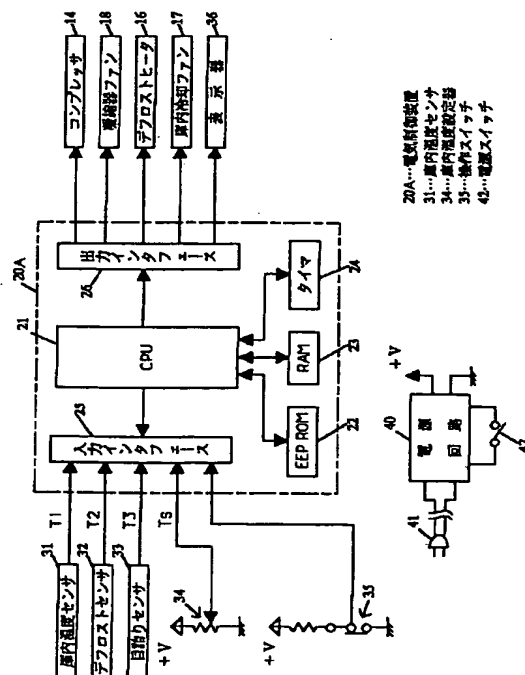 コンプレッサ
14
凝縮器ファン
18
デフロストヒータ
16
庫内冷却ファン
17
表示器
36
20A
出力インタフェース
26
21
CPU
タイマ
24
RAM
23
EEPROM
22
入力インタフェース
25
T1
T2
T3
TS
庫内温度センサ
31
デフロストセンサ
32
目詰りセンサ
33
+V
34
+V
35
電源回路
40
+V
41
42
20A…電気制御装置
31…庫内温度センサ
34…庫内温度設定器
35…操作スイッチ
42…電源スイッチ